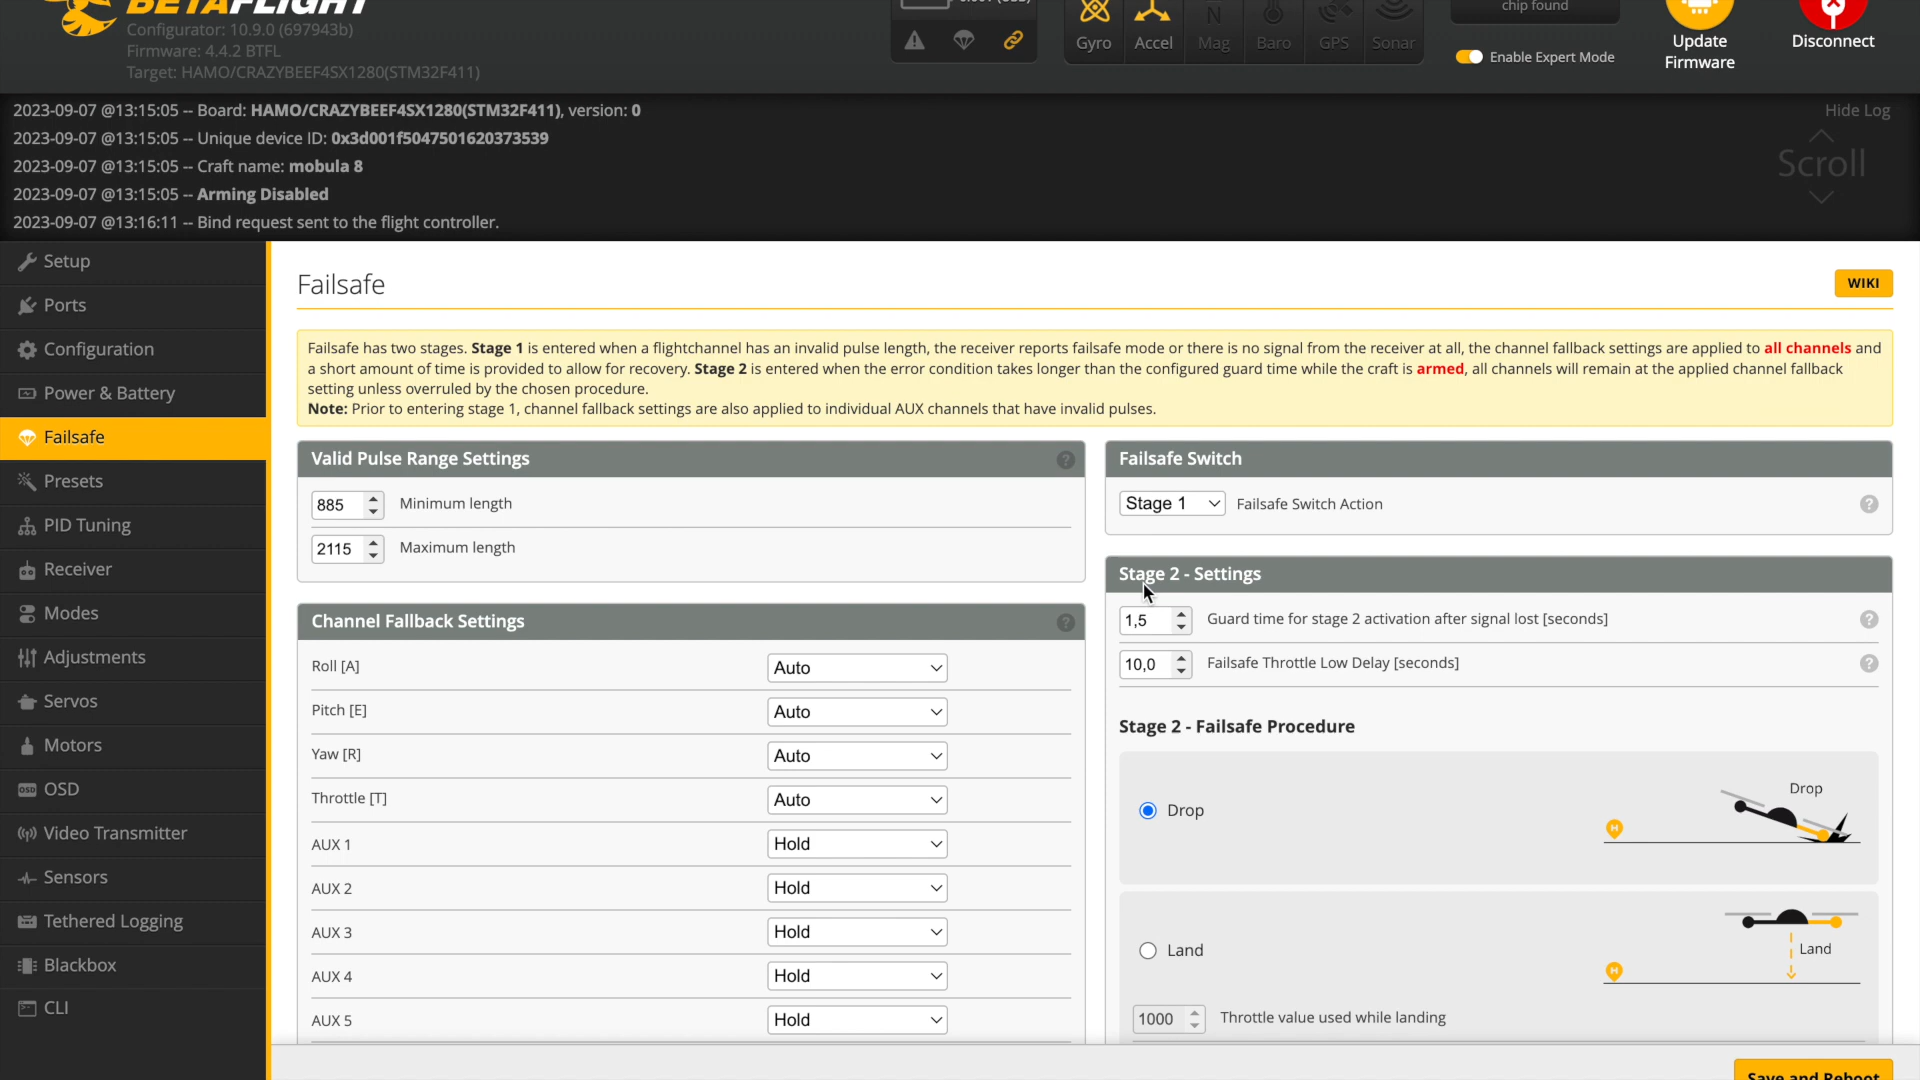 BETAFLIGHT
Configurator: 10.9.0 (697943b)
Firmware: 4.4.2 BTFL
Target: HAMO/CRAZYBEEF4SX1280(STM32F411)
Gyro
Accel
Mag
Baro
GPS
Sonar
chip found
Enable Expert Mode
Update
Firmware
Disconnect
2023-09-07 @13:15:05 -- Board: HAMO/CRAZYBEEF4SX1280(STM32F411), version: 0
2023-09-07 @13:15:05 -- Unique device ID: 0x3d001f5047501620373539
2023-09-07 @13:15:05 -- Craft name: mobula 8
2023-09-07 @13:15:05 -- Arming Disabled
2023-09-07 @13:16:11 -- Bind request sent to the flight controller.
Hide Log
Scroll
Setup
Ports
Configuration
Power & Battery
Failsafe
Presets
PID Tuning
Receiver
Modes
Adjustments
Servos
Motors
OSD
Video Transmitter
Sensors
Tethered Logging
Blackbox
CLI
Failsafe
WIKI
Failsafe has two stages. Stage 1 is entered when a flightchannel has an invalid pulse length, the receiver reports failsafe mode or there is no signal from the receiver at all, the channel fallback settings are applied to all channels and
a short amount of time is provided to allow for recovery. Stage 2 is entered when the error condition takes longer than the configured guard time while the craft is armed, all channels will remain at the applied channel fallback
setting unless overruled by the chosen procedure.
Note: Prior to entering stage 1, channel fallback settings are also applied to individual AUX channels that have invalid pulses.
Valid Pulse Range Settings
885 Minimum length
2115 Maximum length
Channel Fallback Settings
Roll [A] Auto
Pitch [E] Auto
Yaw [R] Auto
Throttle [T] Auto
AUX 1 Hold
AUX 2 Hold
AUX 3 Hold
AUX 4 Hold
AUX 5 Hold
Failsafe Switch
Stage 1 Failsafe Switch Action
Stage 2 - Settings
1,5 Guard time for stage 2 activation after signal lost [seconds]
10,0 Failsafe Throttle Low Delay [seconds]
Stage 2 - Failsafe Procedure
Drop
Drop
Land
Land
1000 Throttle value used while landing
Save and Reboot